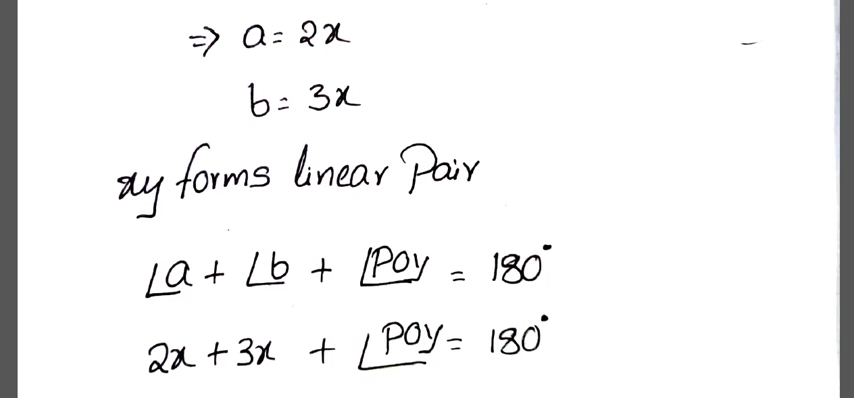 ⇒ a = 2x
b = 3x
xy forms linear Pair
∠a + ∠b + ∠POY = 180°
2x + 3x + ∠POY = 180°